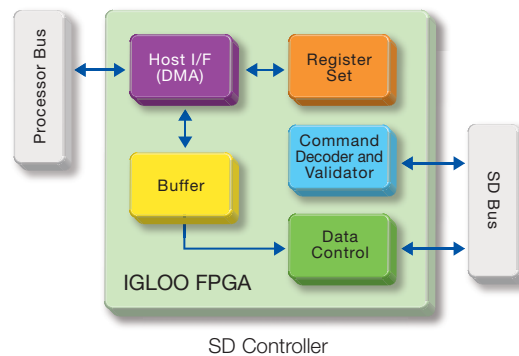 Processor Bus
Host I/F
(DMA)
Register
Set
Command
Decoder and
Validator
Buffer
Data
Control
SD Bus
IGLOO FPGA
SD Controller